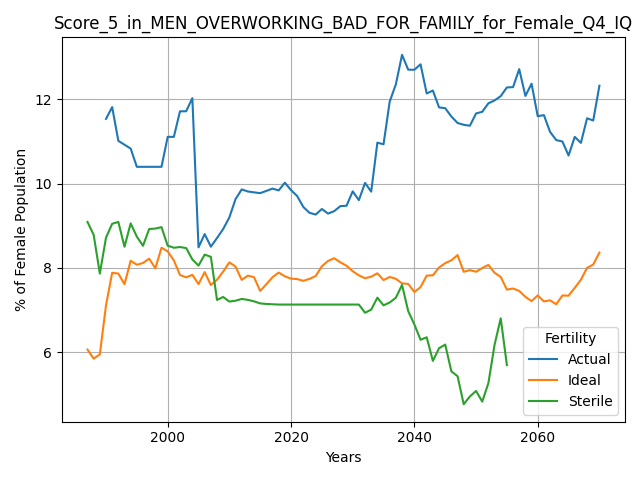 Score_5_in_MEN_OVERWORKING_BAD_FOR_FAMILY_for_Female_Q4_IQ
% of Female Population
12
10
8
6
2000 2020 2040 2060
Years
Fertility
Actual
Ideal
Sterile